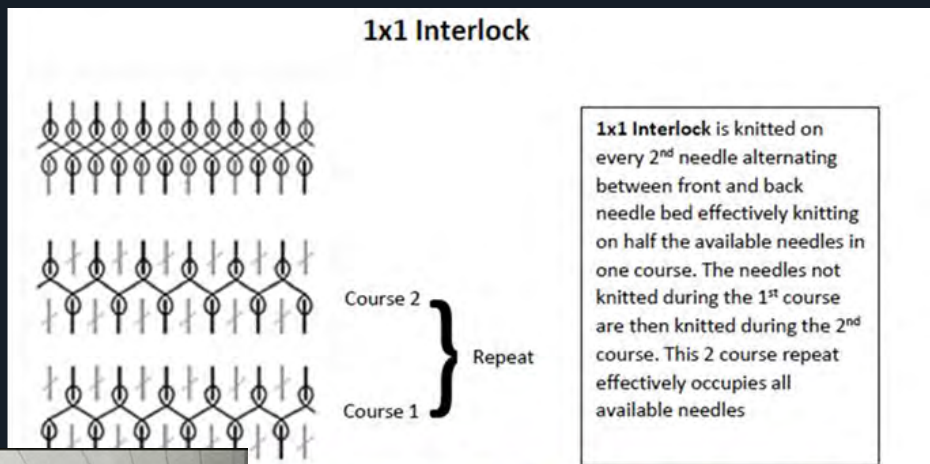 1x1 Interlock
1x1 Interlock is knitted on
every 2nd needle alternating
between front and back
needle bed effectively knitting
on half the available needles in
one course. The needles not
knitted during the 1st course
are then knitted during the 2nd
course. This 2 course repeat
effectively occupies all
available needles
Course 2
Repeat
Course 1